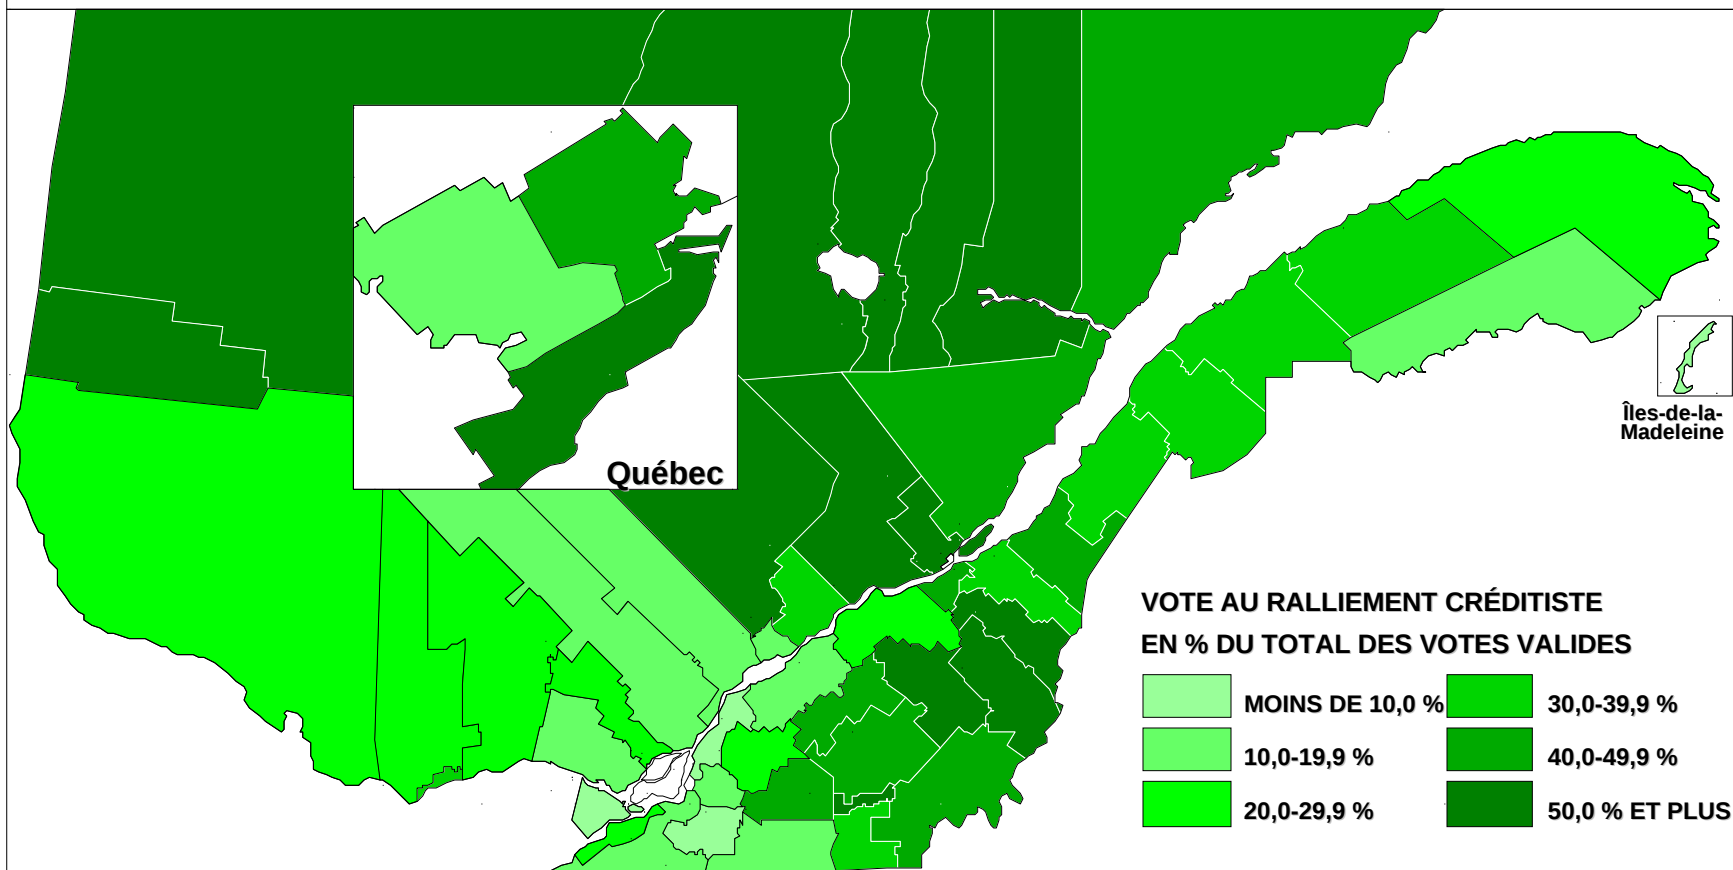 Québec
Îles-de-la-
Madeleine
VOTE AU RALLIEMENT CRÉDITISTE
EN % DU TOTAL DES VOTES VALIDES
MOINS DE 10,0 %
10,0-19,9 %
20,0-29,9 %
30,0-39,9 %
40,0-49,9 %
50,0 % ET PLUS